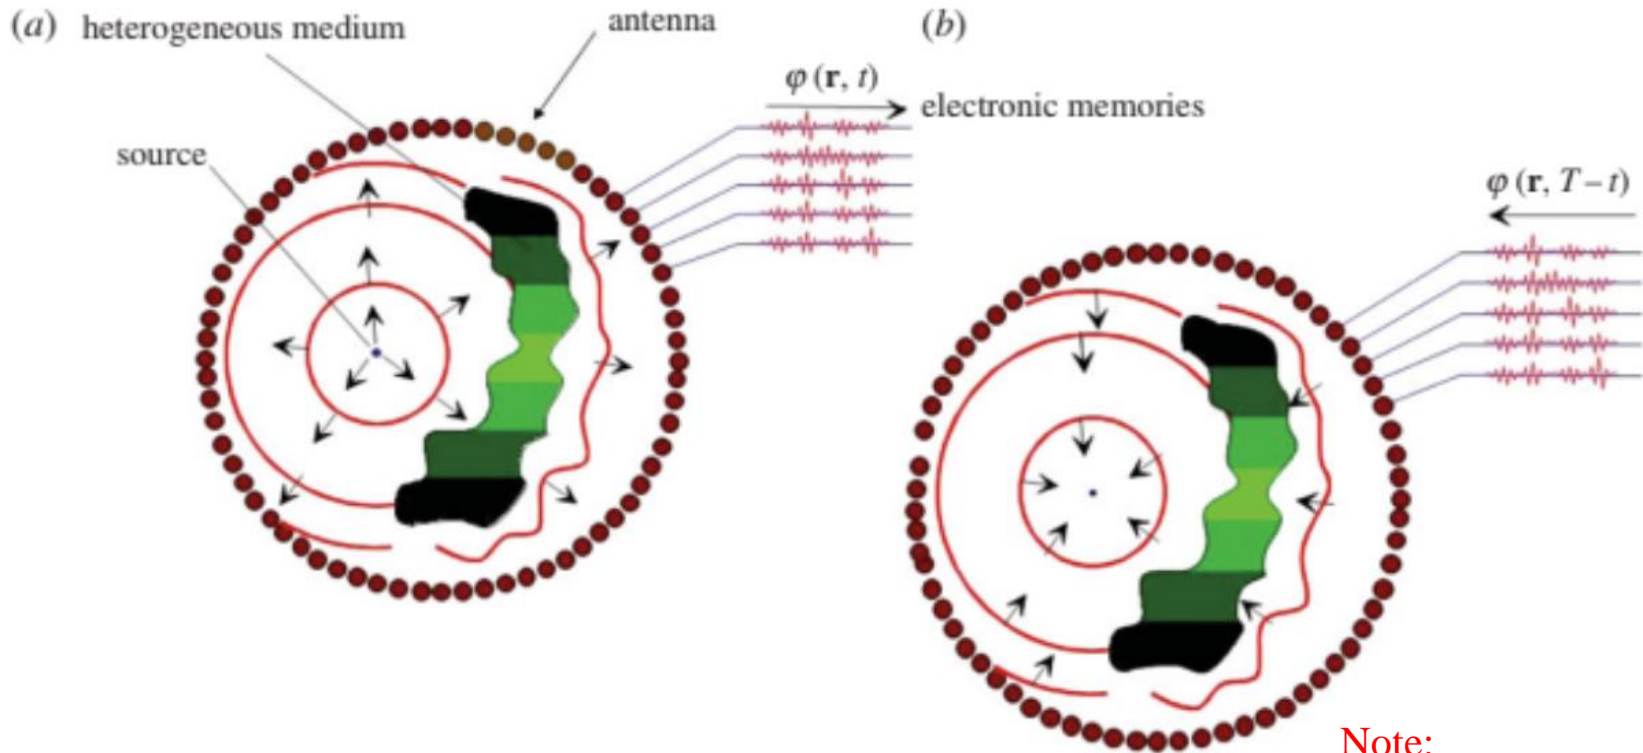 (a) heterogeneous medium
antenna
(b)
φ (r, t)
electronic memories
source
φ (r, T – t)
Note: